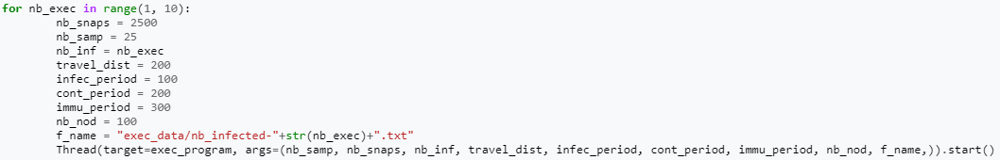 for nb_exec in range(1, 10):
        nb_snaps = 2500
        nb_samp = 25
        nb_inf = nb_exec
        travel_dist = 200
        infec_period = 100
        cont_period = 200
        immu_period = 300
        nb_nod = 100
        f_name = "exec_data/nb_infected-"+str(nb_exec)+".txt"
        Thread(target=exec_program, args=(nb_samp, nb_snaps, nb_inf, travel_dist, infec_period, cont_period, immu_period, nb_nod, f_name,)).start()